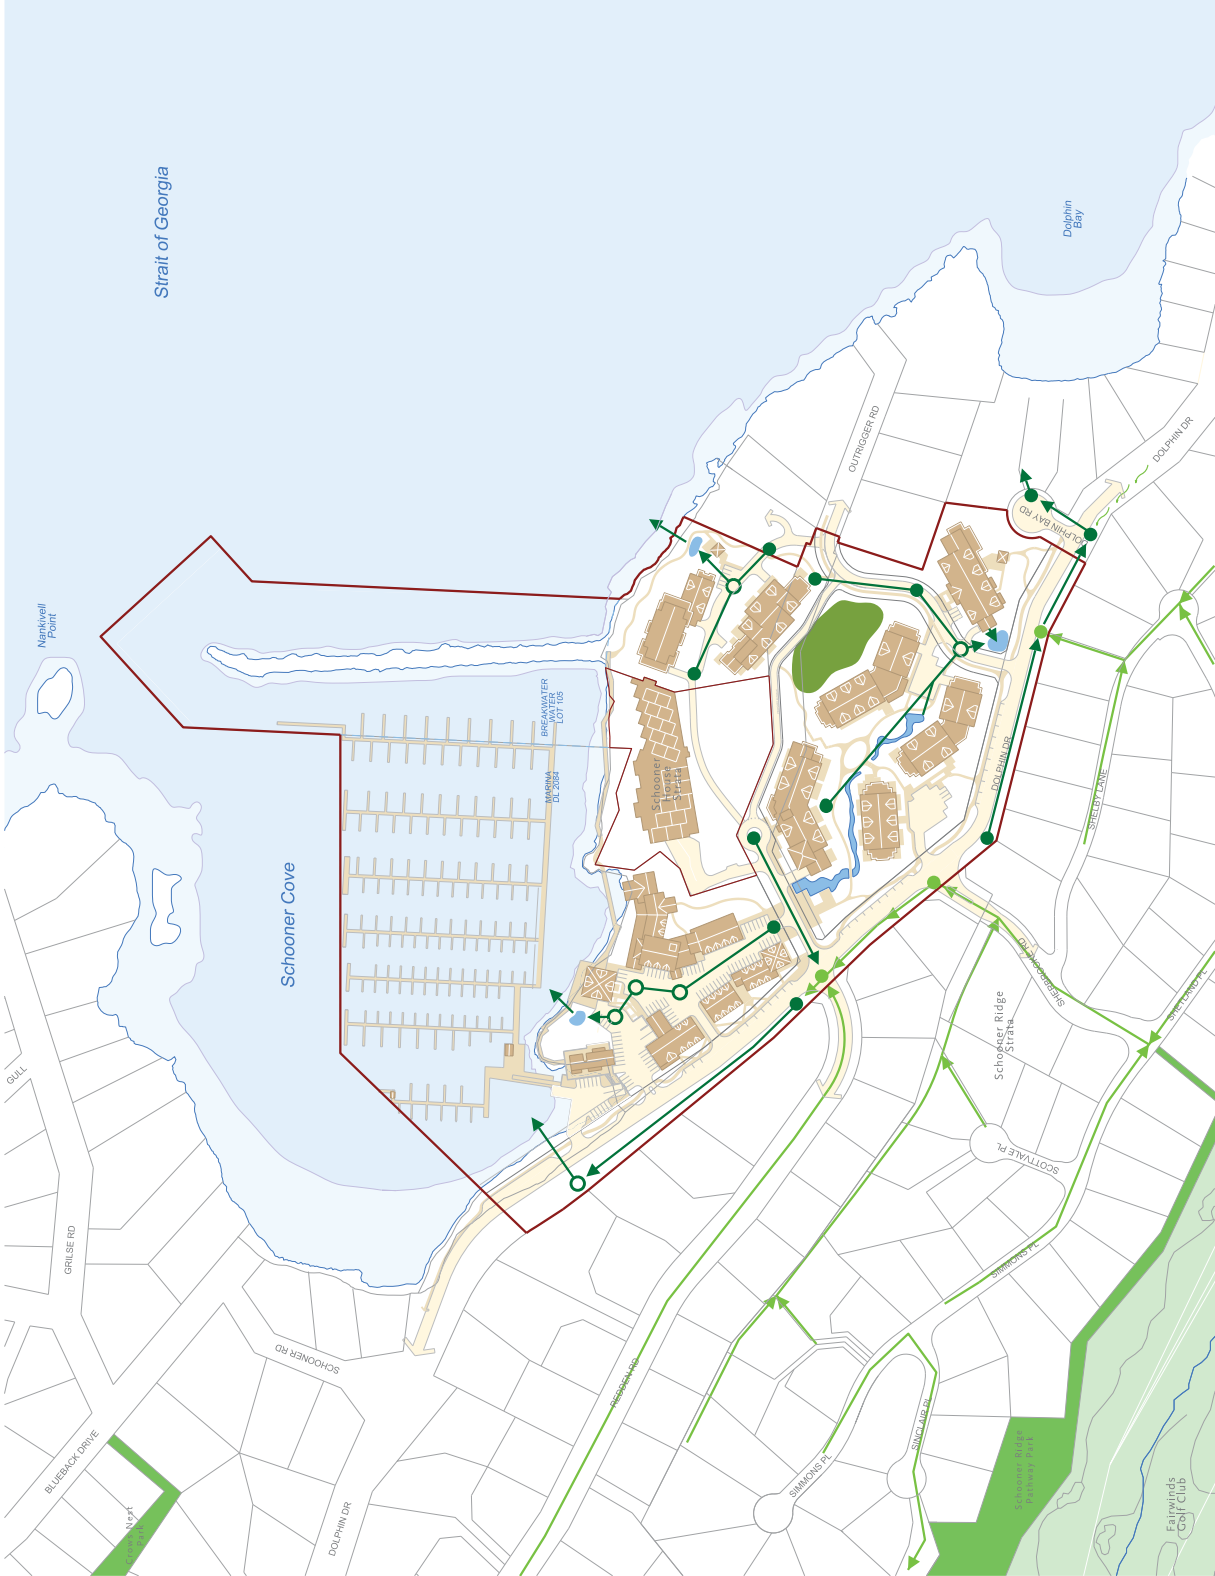 Strait of Georgia
Dolphin
Bay
Nankivell
Point
OUTRIGGER RD
DOLPHIN DR
DOLPHIN BAY RD
BREAKWATER
WATER
LOT 105
MARINA
DL 2084
Schooner
House
Strata
DOLPHIN DR
SHELBY LANE
Schooner Cove
SHERBROOKE RD
SHETLAND PL
Schooner Ridge
Strata
GULL
SCOTTVALE PL
GRILSE RD
SIMMONS PL
SCHOONER RD
REDDEN RD
SINCLAIR PL
BLUEBACK DRIVE
SIMMONS PL
Schooner Ridge
Pathway Park
Fairwinds
Golf Club
DOLPHIN DR
Crows Nest
Park